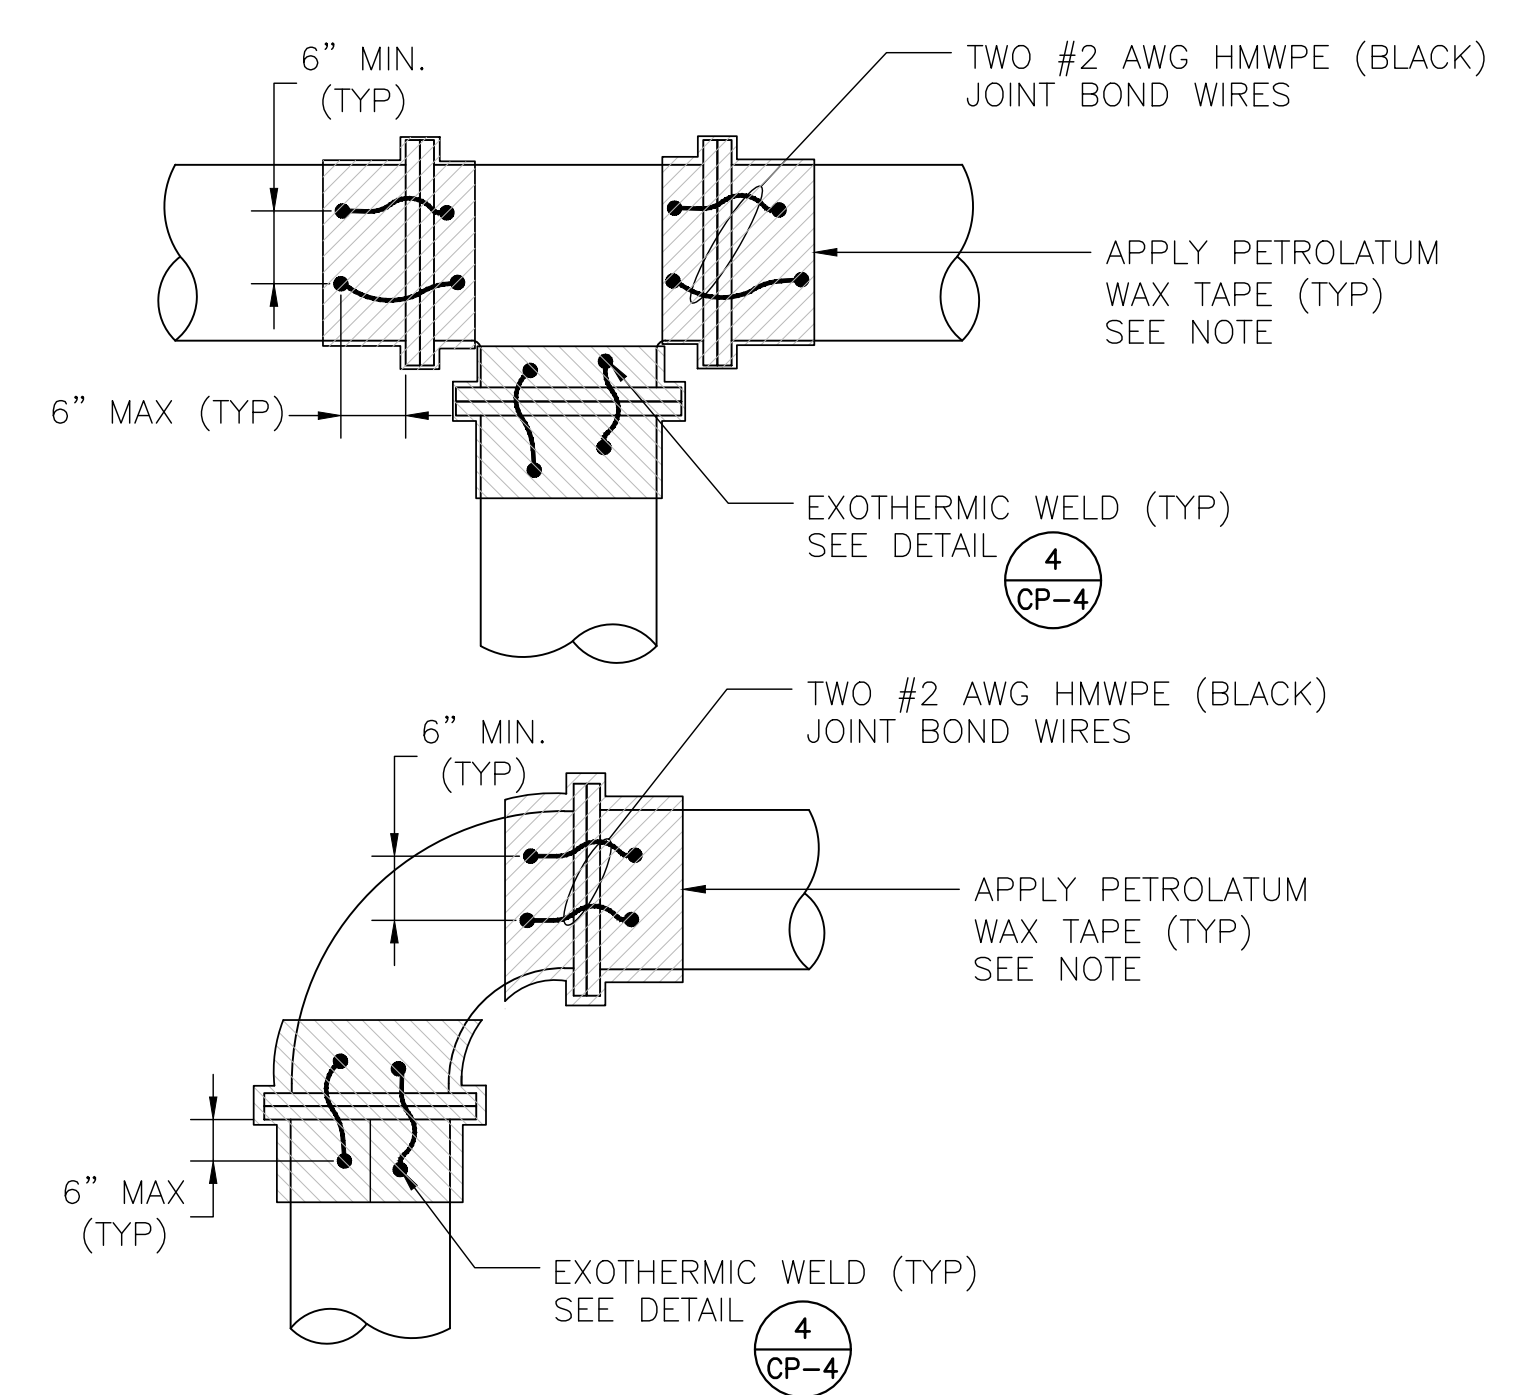 6” MIN.
(TYP)
TWO #2 AWG HMWPE (BLACK)
JOINT BOND WIRES
APPLY PETROLATUM
WAX TAPE (TYP)
SEE NOTE
6” MAX (TYP)
EXOTHERMIC WELD (TYP)
SEE DETAIL
4
CP-4
TWO #2 AWG HMWPE (BLACK)
JOINT BOND WIRES
6” MIN.
(TYP)
APPLY PETROLATUM
WAX TAPE (TYP)
SEE NOTE
6” MAX
(TYP)
EXOTHERMIC WELD (TYP)
SEE DETAIL
4
CP-4